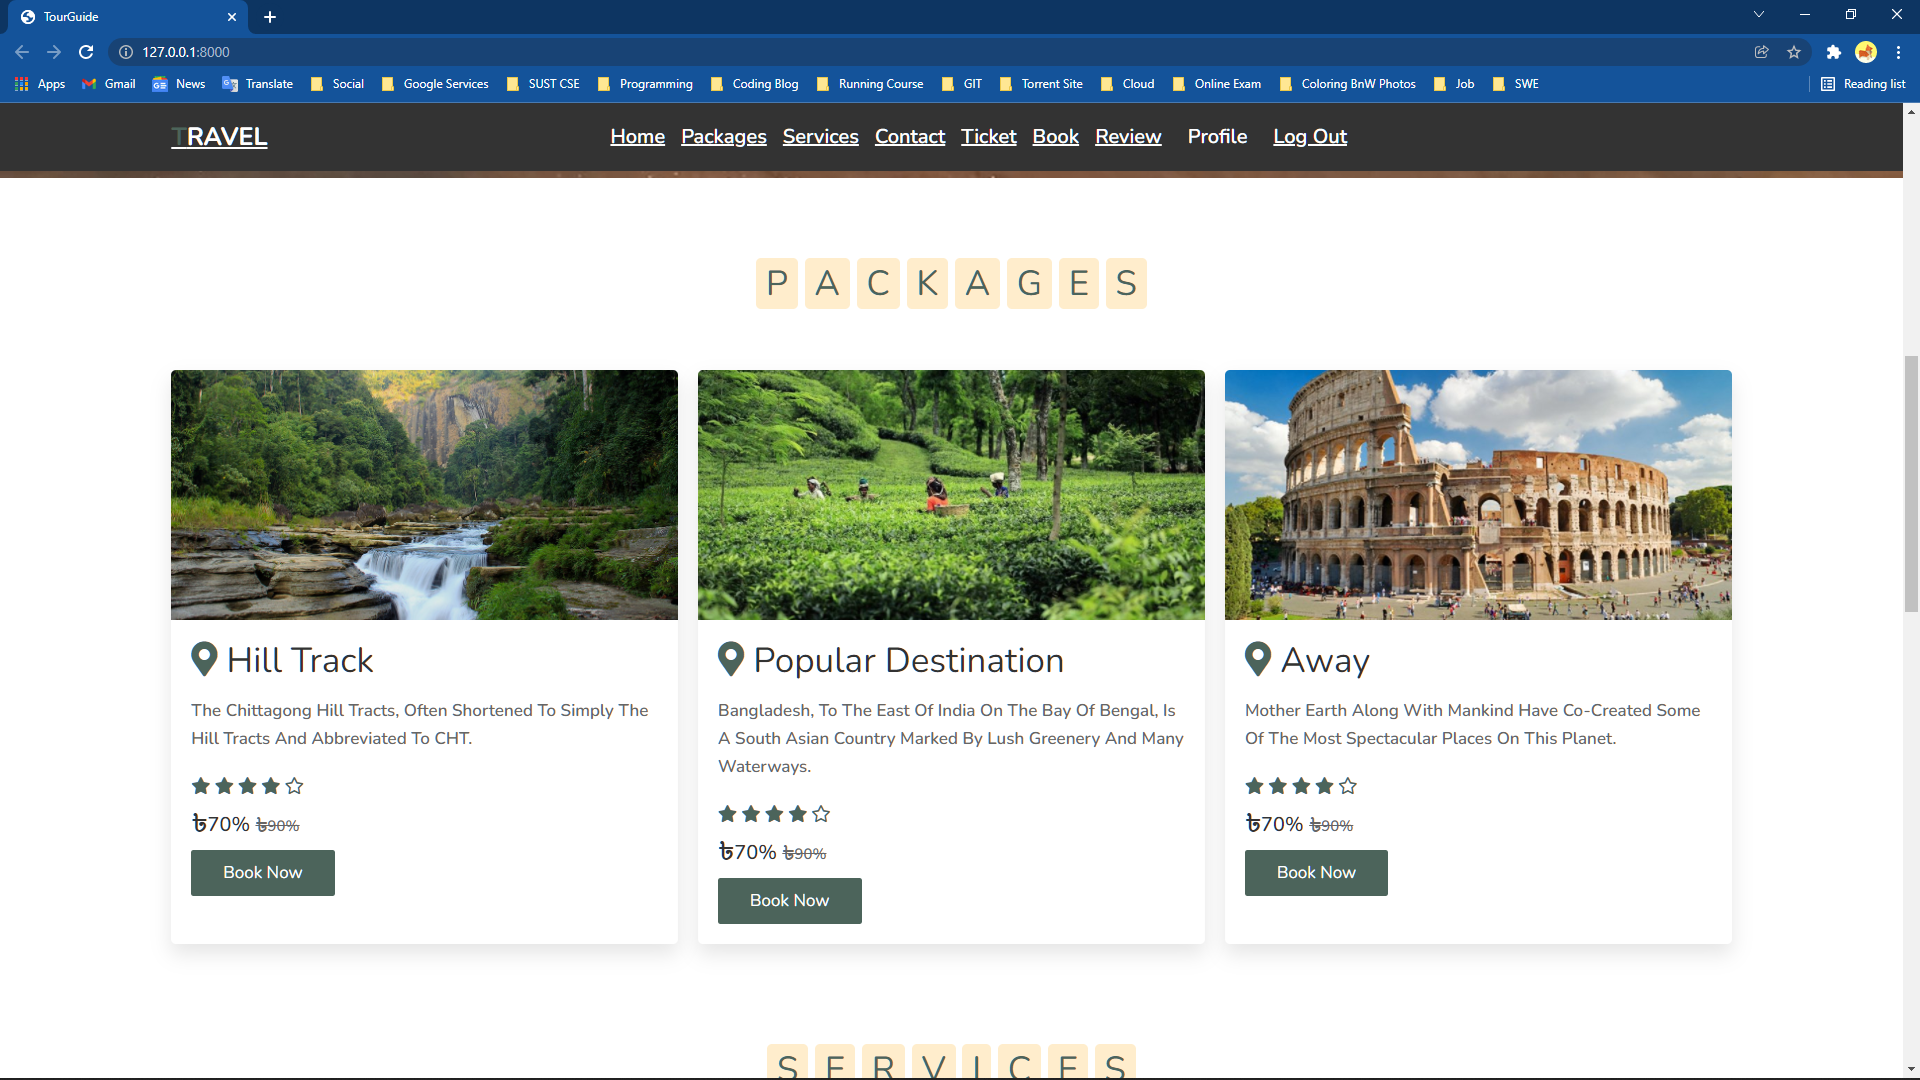 TourGuide
127.0.0.1:8000
Apps Gmail News Translate Social Google Services SUST CSE Programming Coding Blog Running Course GIT Torrent Site Cloud Online Exam Coloring BnW Photos Job SWE Reading list
TRAVEL Home Packages Services Contact Ticket Book Review Profile Log Out
PACKAGES
Hill Track
The Chittagong Hill Tracts, Often Shortened To Simply The
Hill Tracts And Abbreviated To CHT.
৳70% ৳90%
Book Now
Popular Destination
Bangladesh, To The East Of India On The Bay Of Bengal, Is
A South Asian Country Marked By Lush Greenery And Many
Waterways.
৳70% ৳90%
Book Now
Away
Mother Earth Along With Mankind Have Co-Created Some
Of The Most Spectacular Places On This Planet.
৳70% ৳90%
Book Now
SERVICES